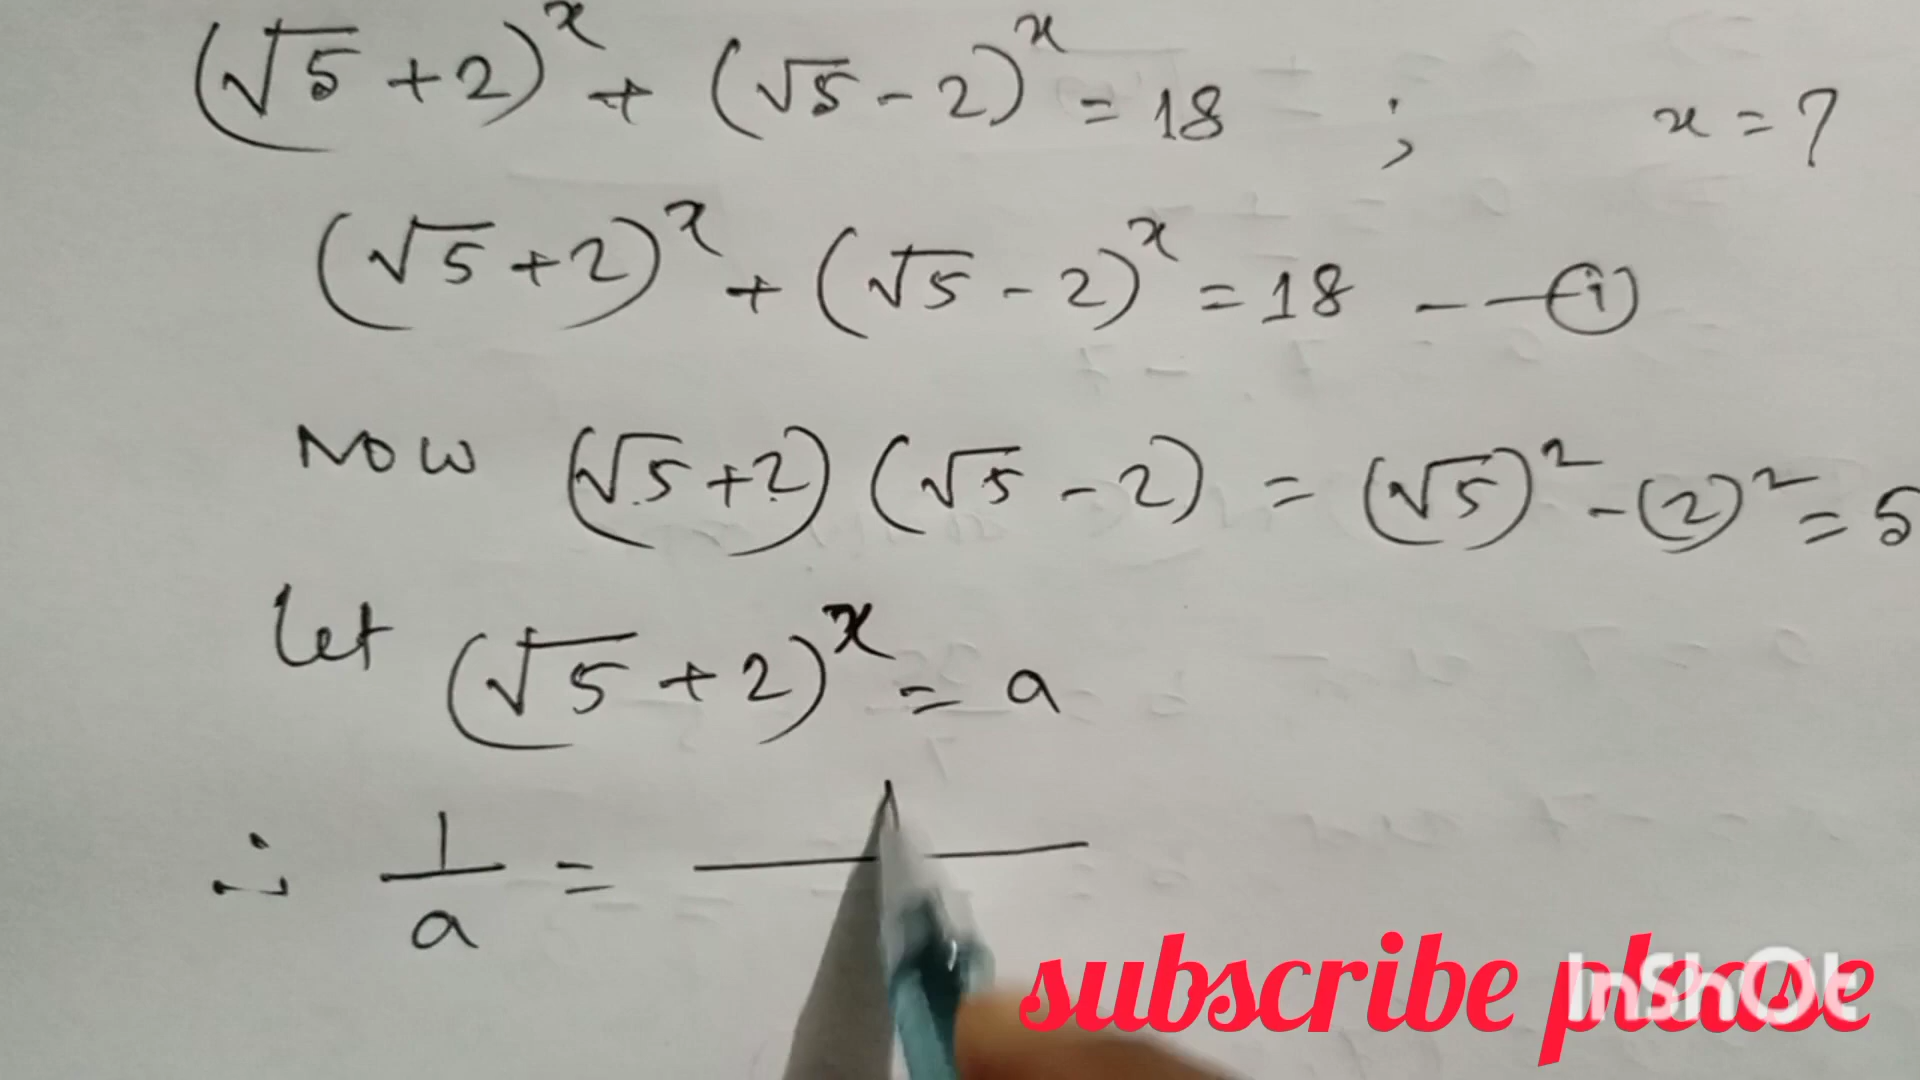 (√5 + 2)^x + (√5 - 2)^x = 18 ; x = ?
(√5 + 2)^x + (√5 - 2)^x = 18 - — (i)
Now (√5 + 2) (√5 - 2) = (√5)² - (2)² = 5
Let (√5 + 2)^x = a
∴ 1/a =
subscribe please
InShOt